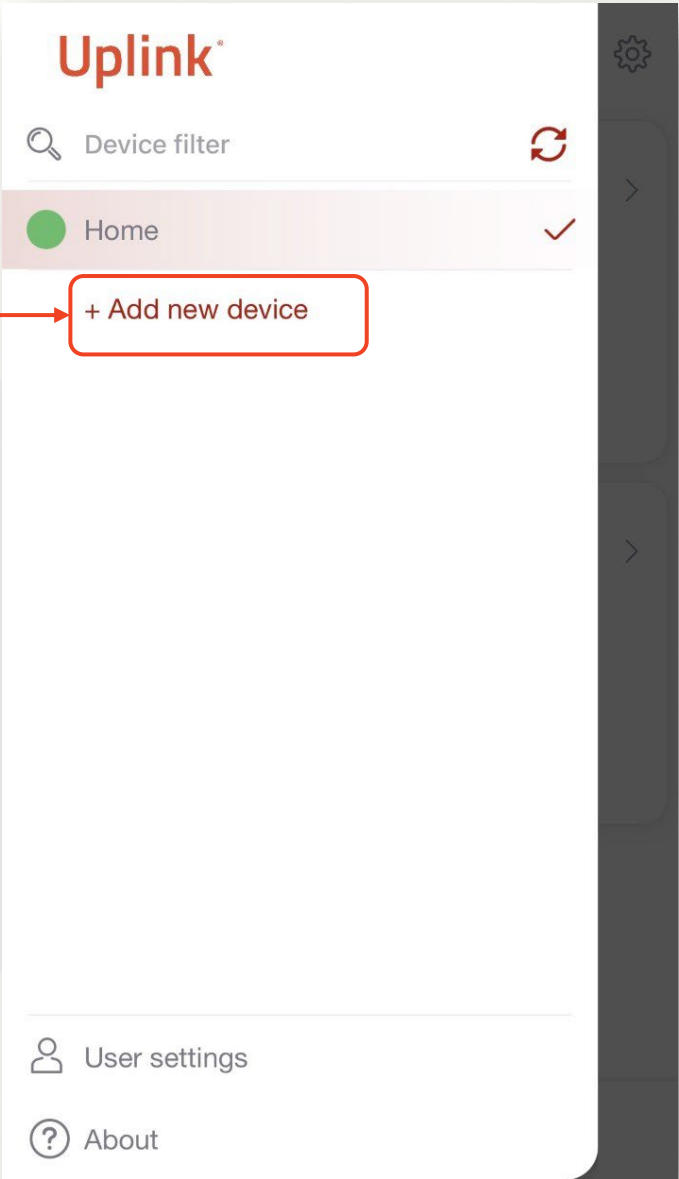 Uplink®
Device filter
Home
+ Add new device
User settings
About